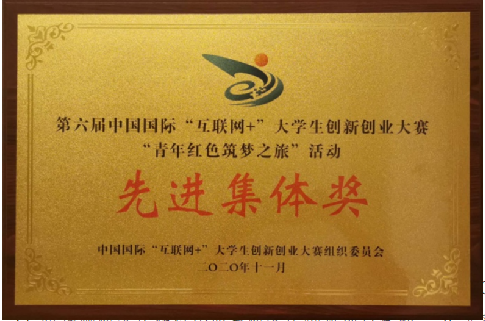 第六届中国国际“互联网+”大学生创新创业大赛
“青年红色筑梦之旅”活动
先进集体奖
中国国际“互联网+”大学生创新创业大赛组织委员会
二〇二〇年十一月